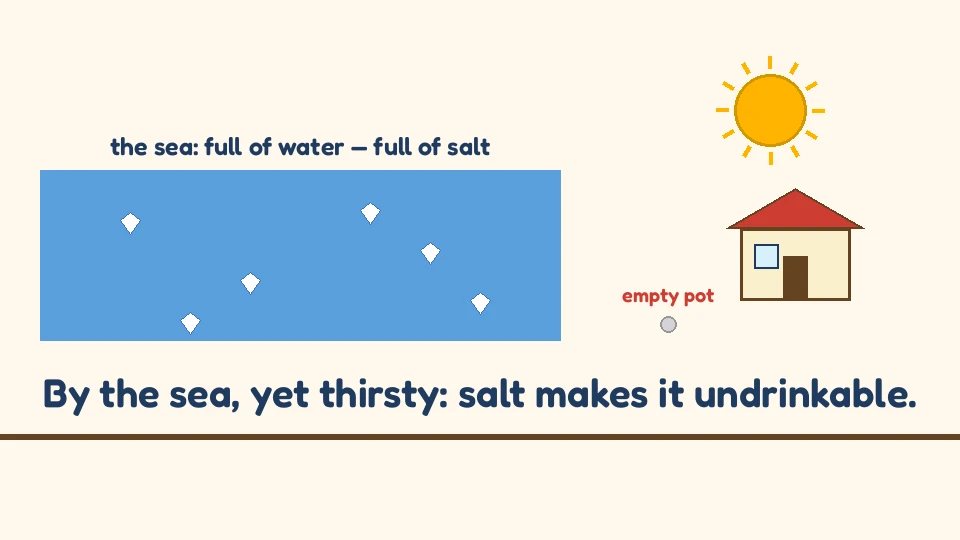 the sea: full of water — full of salt
empty pot
By the sea, yet thirsty: salt makes it undrinkable.